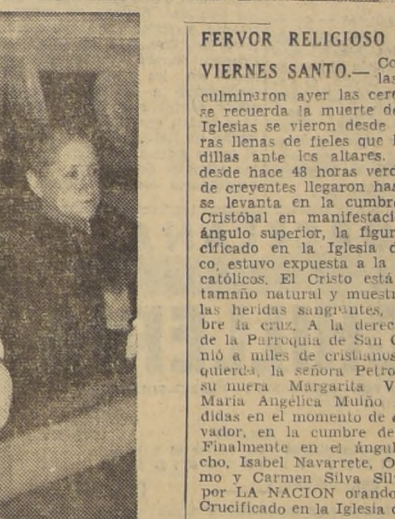 FERVOR RELIGIOSO
VIERNES SANTO.— Co
las
culminaron ayer las cere
se recuerda la muerte de
Iglesias se vieron desde
ras llenas de fieles que
dillas ante los altares.
desde hace 48 horas verd
de creyentes llegaron has
se levanta en la cumbre
Cristóbal en manifestaci
ángulo superior, la figur
cificado en la Iglesia d
co, estuvo expuesta a la
católicos. El Cristo está
tamaño natural y muestr
las heridas sangrantes,
bre la cruz. A la derec
de la Parroquia de San
nió a miles de cristianos
quierda, la señora Petro
su nuera Margarita V
María Angélica Muiño
didas en el momento de
vador, en la cumbre de
Finalmente en el ángul
cho, Isabel Navarrete, O
mo y Carmen Silva Sil
por LA NACION orando
Crucificado en la Iglesia